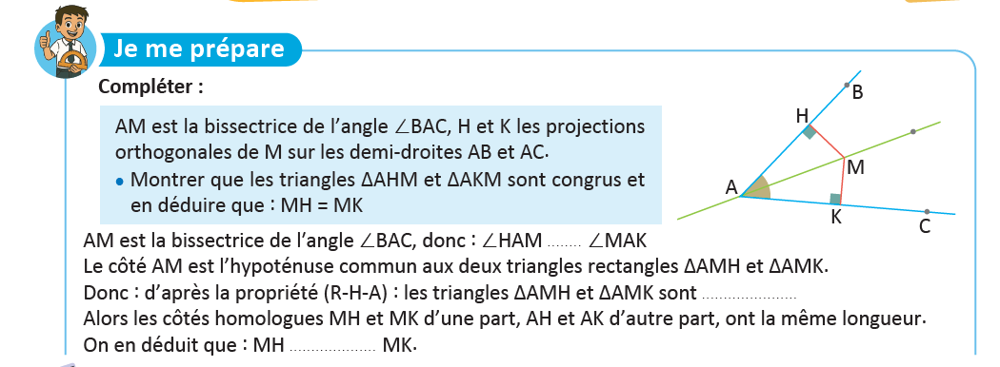 Je me prépare
Compléter :
AM est la bissectrice de l'angle ∠BAC, H et K les projections
orthogonales de M sur les demi-droites AB et AC.
• Montrer que les triangles ΔAHM et ΔAKM sont congrus et
en déduire que : MH = MK
B
H
M
A
K
C
AM est la bissectrice de l'angle ∠BAC, donc : ∠HAM ........ ∠MAK
Le côté AM est l'hypoténuse commun aux deux triangles rectangles ΔAMH et ΔAMK.
Donc : d'après la propriété (R-H-A) : les triangles ΔAMH et ΔAMK sont ......................
Alors les côtés homologues MH et MK d'une part, AH et AK d'autre part, ont la même longueur.
On en déduit que : MH .................... MK.